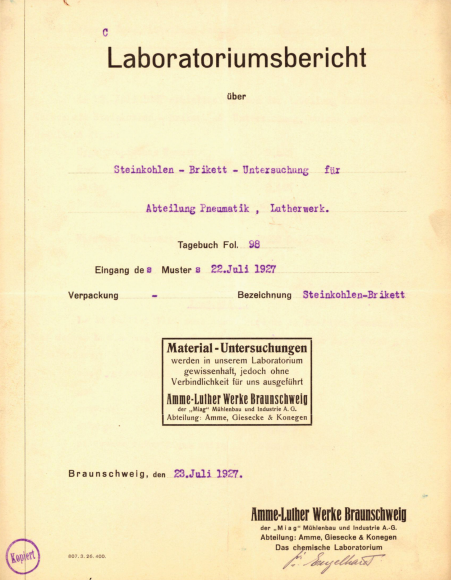 C
Laboratoriumsbericht
über
Steinkohlen - Brikett - Untersuchung für
Abteilung Pneumatik , Lutherwerk.
Tagebuch Fol. 98
Eingang des Musters 22.Juli 1927
Verpackung - Bezeichnung Steinkohlen-Brikett
Material-Untersuchungen
werden in unserem Laboratorium
gewissenhaft, jedoch ohne
Verbindlichkeit für uns ausgeführt
Amme-Luther Werke Braunschweig
der „Miag" Mühlenbau und Industrie A.G.
Abteilung: Amme, Giesecke & Konegen
Braunschweig, den 23.Juli 1927.
Amme-Luther Werke Braunschweig
der „Miag" Mühlenbau und Industrie A.-G.
Abteilung: Amme, Giesecke & Konegen
Das chemische Laboratorium
Engelhardt
Kopiert